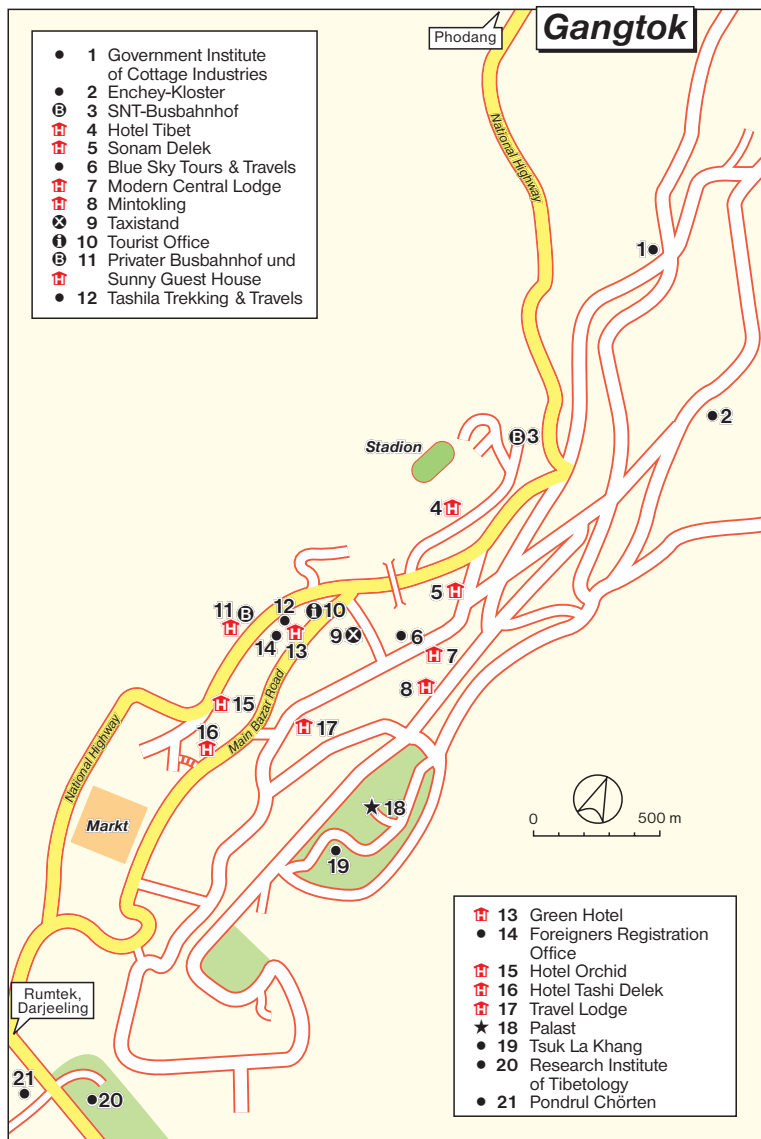 Phodang
Gangtok
1 Government Institute
of Cottage Industries
2 Enchey-Kloster
B 3 SNT-Busbahnhof
H 4 Hotel Tibet
H 5 Sonam Delek
6 Blue Sky Tours & Travels
H 7 Modern Central Lodge
H 8 Mintokling
9 Taxistand
i 10 Tourist Office
B 11 Privater Busbahnhof und
H Sunny Guest House
12 Tashila Trekking & Travels
National Highway
1
2
B 3
Stadion
4 H
5 H
11 B
H
12
i 10
14
H
13
9
6
H 7
8 H
H 15
16
H
Main Bazar Road
H 17
National Highway
Markt
18
19
0 500 m
Rumtek,
Darjeeling
21
20
H 13 Green Hotel
14 Foreigners Registration
Office
H 15 Hotel Orchid
H 16 Hotel Tashi Delek
H 17 Travel Lodge
★ 18 Palast
19 Tsuk La Khang
20 Research Institute
of Tibetology
21 Pondrul Chörten